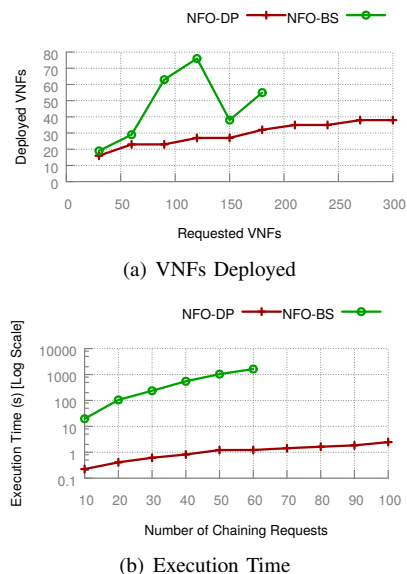 NFO-DP NFO-BS
Deployed VNFs
80
70
60
50
40
30
20
10
0
0 50 100 150 200 250 300
Requested VNFs
(a) VNFs Deployed
NFO-DP NFO-BS
Execution Time (s) [Log Scale]
10000
1000
100
10
1
0.1
10 20 30 40 50 60 70 80 90 100
Number of Chaining Requests
(b) Execution Time